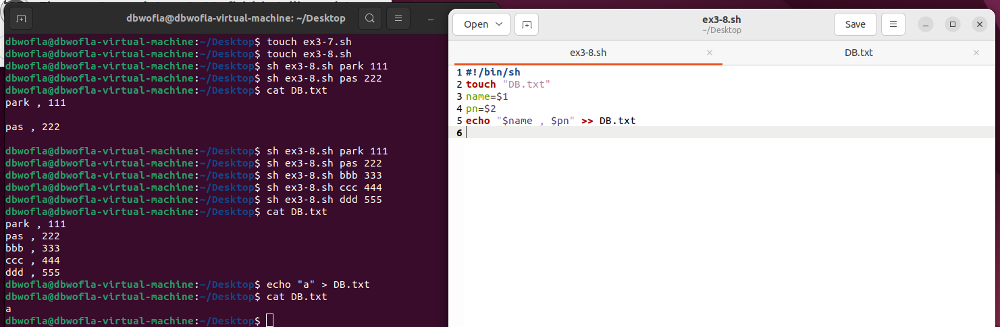 dbwofla@dbwofla-virtual-machine: ~/Desktop
dbwofla@dbwofla-virtual-machine:~/Desktop$ touch ex3-7.sh
dbwofla@dbwofla-virtual-machine:~/Desktop$ touch ex3-8.sh
dbwofla@dbwofla-virtual-machine:~/Desktop$ sh ex3-8.sh park 111
dbwofla@dbwofla-virtual-machine:~/Desktop$ sh ex3-8.sh pas 222
dbwofla@dbwofla-virtual-machine:~/Desktop$ cat DB.txt
park , 111
pas , 222
dbwofla@dbwofla-virtual-machine:~/Desktop$ sh ex3-8.sh park 111
dbwofla@dbwofla-virtual-machine:~/Desktop$ sh ex3-8.sh pas 222
dbwofla@dbwofla-virtual-machine:~/Desktop$ sh ex3-8.sh bbb 333
dbwofla@dbwofla-virtual-machine:~/Desktop$ sh ex3-8.sh ccc 444
dbwofla@dbwofla-virtual-machine:~/Desktop$ sh ex3-8.sh ddd 555
dbwofla@dbwofla-virtual-machine:~/Desktop$ cat DB.txt
park , 111
pas , 222
bbb , 333
ccc , 444
ddd , 555
dbwofla@dbwofla-virtual-machine:~/Desktop$ echo "a" > DB.txt
dbwofla@dbwofla-virtual-machine:~/Desktop$ cat DB.txt
a
dbwofla@dbwofla-virtual-machine:~/Desktop$
Open
ex3-8.sh
~/Desktop
Save
ex3-8.sh
DB.txt
1 #!/bin/sh
2 touch "DB.txt"
3 name=$1
4 pn=$2
5 echo "$name , $pn" >> DB.txt
6